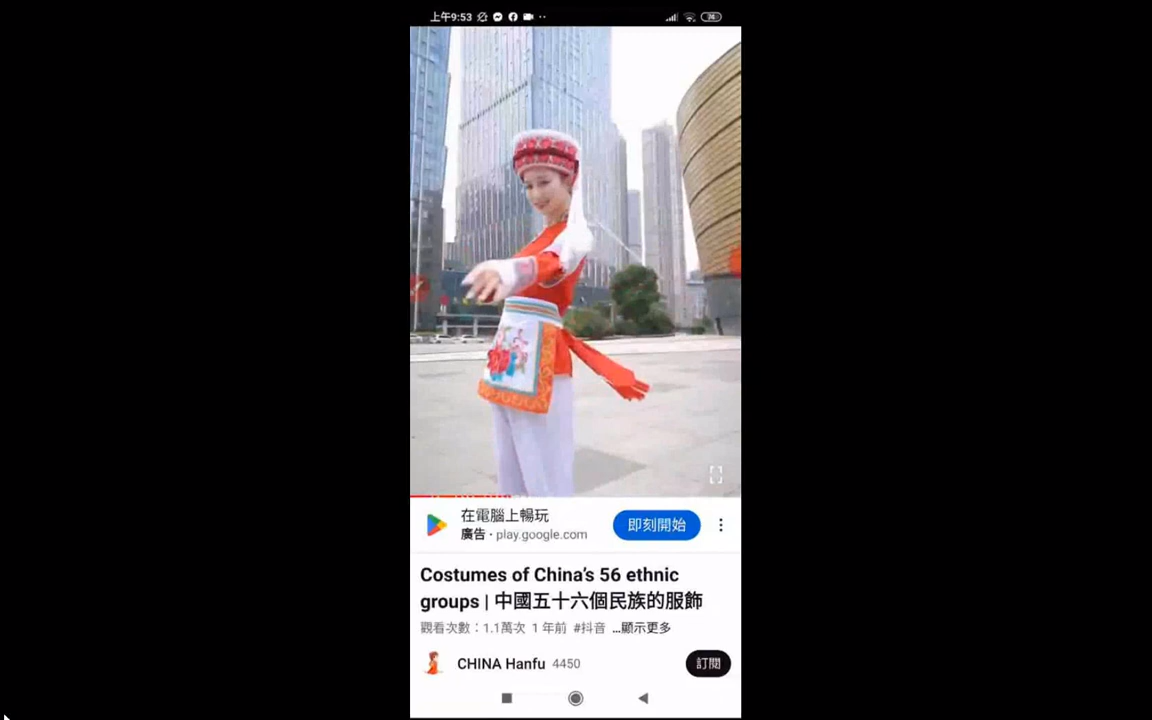 上午9:53
在電腦上暢玩
廣告 · play.google.com
即刻開始
Costumes of China’s 56 ethnic
groups | 中國五十六個民族的服飾
觀看次數：1.1萬次 1 年前 #抖音 ...顯示更多
CHINA Hanfu 4450
訂閱